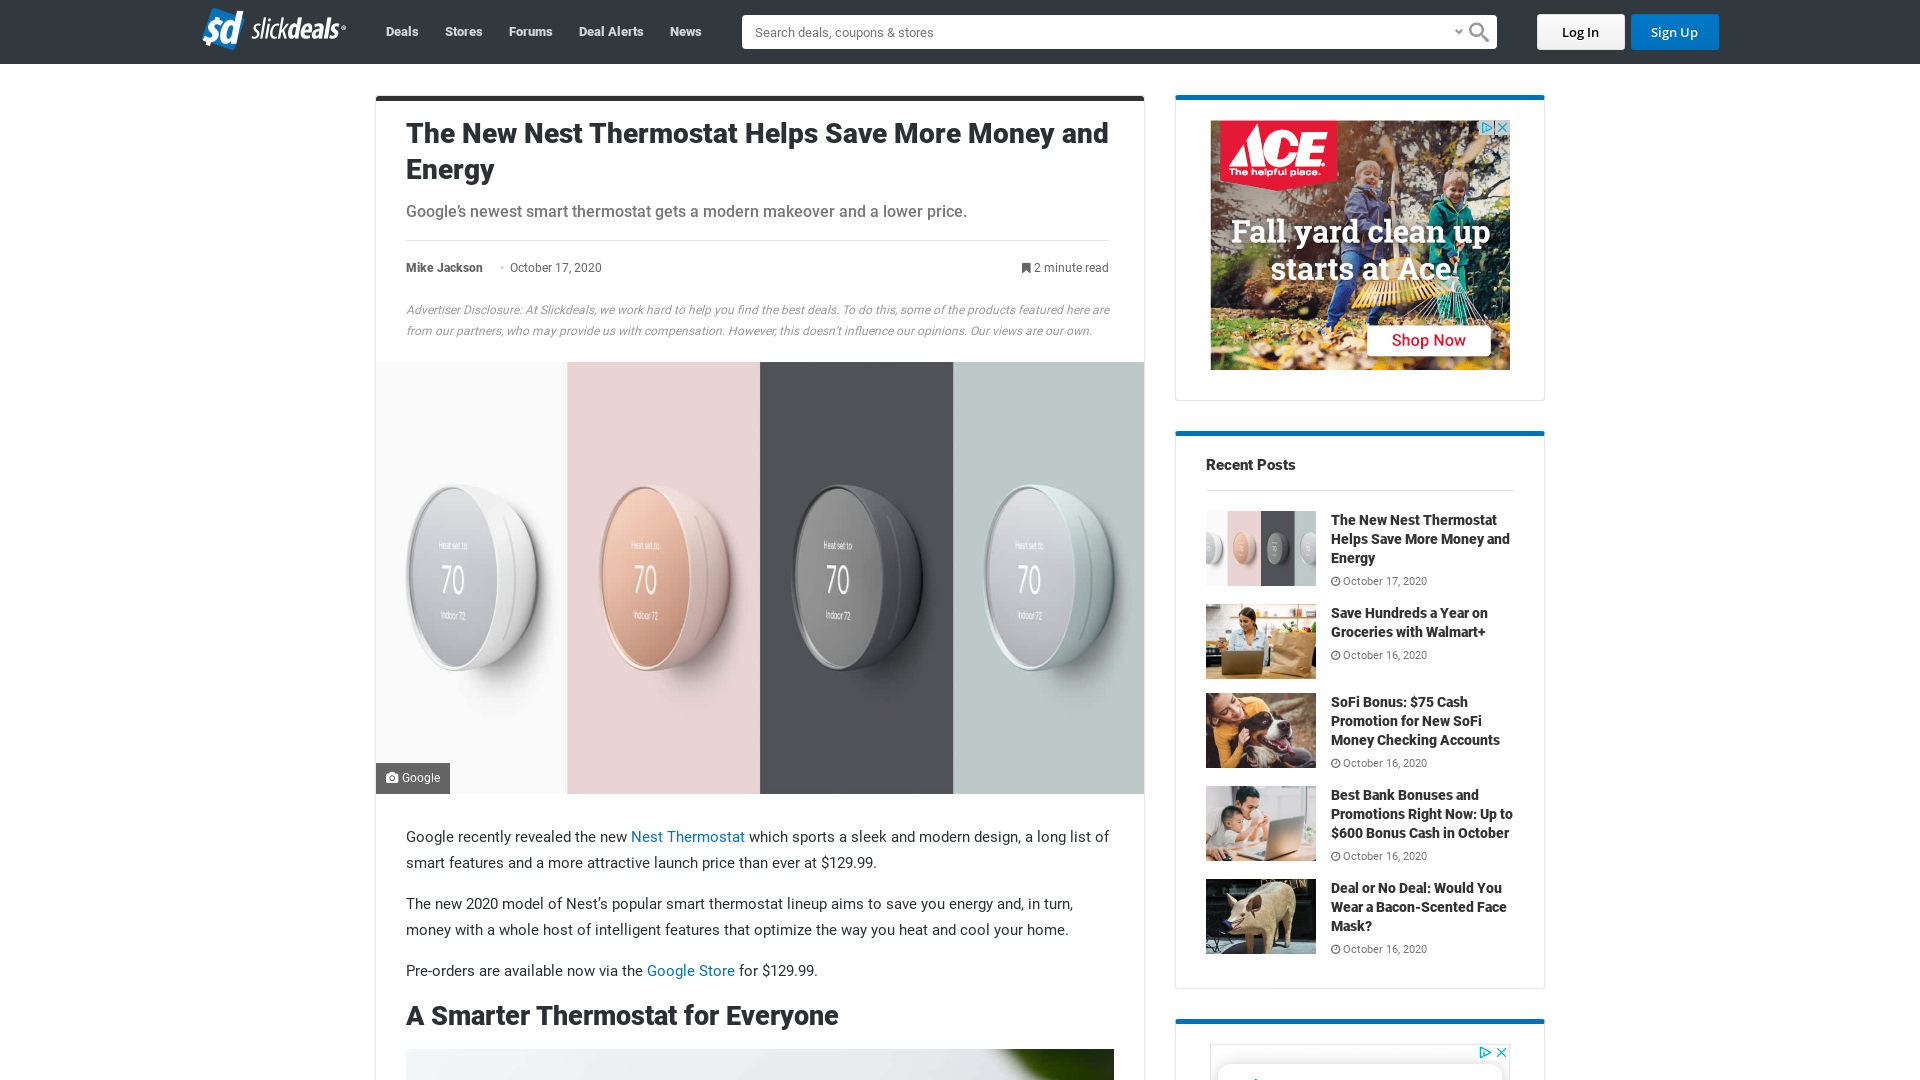 slickdeals
Deals
Stores
Forums
Deal Alerts
News
Search deals, coupons & stores
Log In
Sign Up
The New Nest Thermostat Helps Save More Money and
Energy
Google’s newest smart thermostat gets a modern makeover and a lower price.
Mike Jackson • October 17, 2020
2 minute read
Advertiser Disclosure: At Slickdeals, we work hard to help you find the best deals. To do this, some of the products featured here are
from our partners, who may provide us with compensation. However, this doesn’t influence our opinions. Our views are our own.
Heat set to
70
Indoor 72
Heat set to
70
Indoor 72
Heat set to
70
Indoor 72
Heat set to
70
Indoor 72
Google
Google recently revealed the new Nest Thermostat which sports a sleek and modern design, a long list of
smart features and a more attractive launch price than ever at $129.99.
The new 2020 model of Nest’s popular smart thermostat lineup aims to save you energy and, in turn,
money with a whole host of intelligent features that optimize the way you heat and cool your home.
Pre-orders are available now via the Google Store for $129.99.
A Smarter Thermostat for Everyone
ACE
The helpful place.
Fall yard clean up
starts at Ace
Shop Now
Recent Posts
The New Nest Thermostat
Helps Save More Money and
Energy
October 17, 2020
Save Hundreds a Year on
Groceries with Walmart+
October 16, 2020
SoFi Bonus: $75 Cash
Promotion for New SoFi
Money Checking Accounts
October 16, 2020
Best Bank Bonuses and
Promotions Right Now: Up to
$600 Bonus Cash in October
October 16, 2020
Deal or No Deal: Would You
Wear a Bacon-Scented Face
Mask?
October 16, 2020